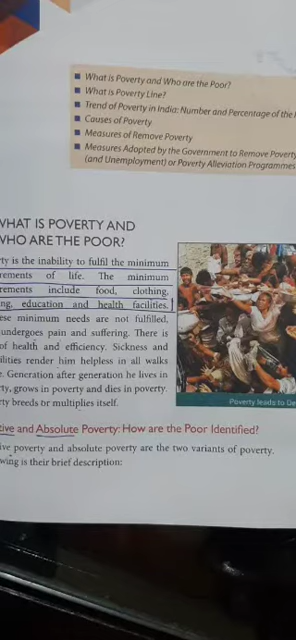 What is Poverty and Who are the Poor?
What is Poverty Line?
Trend of Poverty in India: Number and Percentage of the
Causes of Poverty
Measures of Remove Poverty
Measures Adopted by the Government to Remove Poverty
(and Unemployment) or Poverty Alleviation Programmes
WHAT IS POVERTY AND
WHO ARE THE POOR?
ty is the inability to fulfil the minimum
rements of life. The minimum
rements include food, clothing,
ng, education and health facilities.
ese minimum needs are not fulfilled,
undergoes pain and suffering. There is
of health and efficiency. Sickness and
ilities render him helpless in all walks
e. Generation after generation he lives in
ty, grows in poverty and dies in poverty.
ty breeds or multiplies itself.
Poverty leads to De
tive and Absolute Poverty: How are the Poor Identified?
ive poverty and absolute poverty are the two variants of poverty.
wing is their brief description: